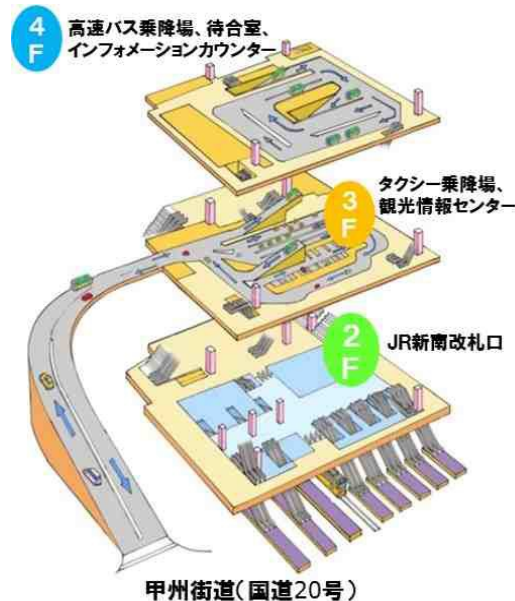 4
F
高速バス乗降場、待合室、
インフォメーションカウンター
3
F
タクシー乗降場、
観光情報センター
2
F
JR新南改札口
甲州街道(国道20号)